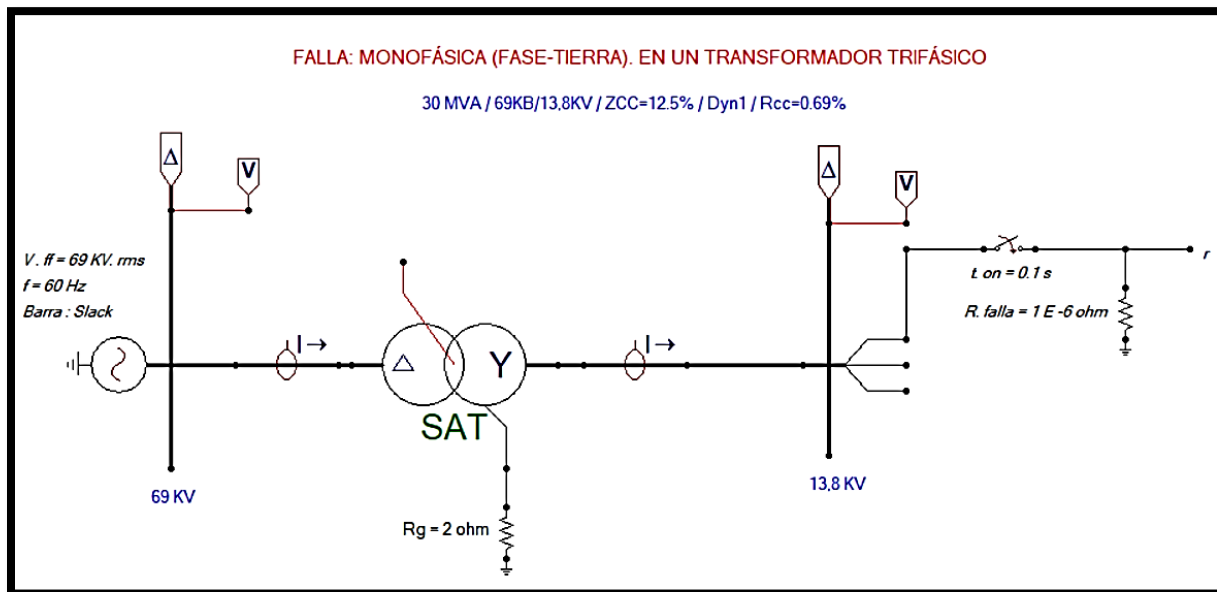 FALLA: MONOFÁSICA (FASE-TIERRA). EN UN TRANSFORMADOR TRIFÁSICO
30 MVA / 69KB/13,8KV / ZCC=12.5% / Dyn1 / Rcc=0.69%
Δ
V
Δ
V
V . ff = 69 KV. rms
f = 60 Hz
Barra : Slack
t. on = 0.1 s
r
R. falla = 1 E -6 ohm
I →
I →
Δ
Y
SAT
69 KV
13,8 KV
Rg = 2 ohm